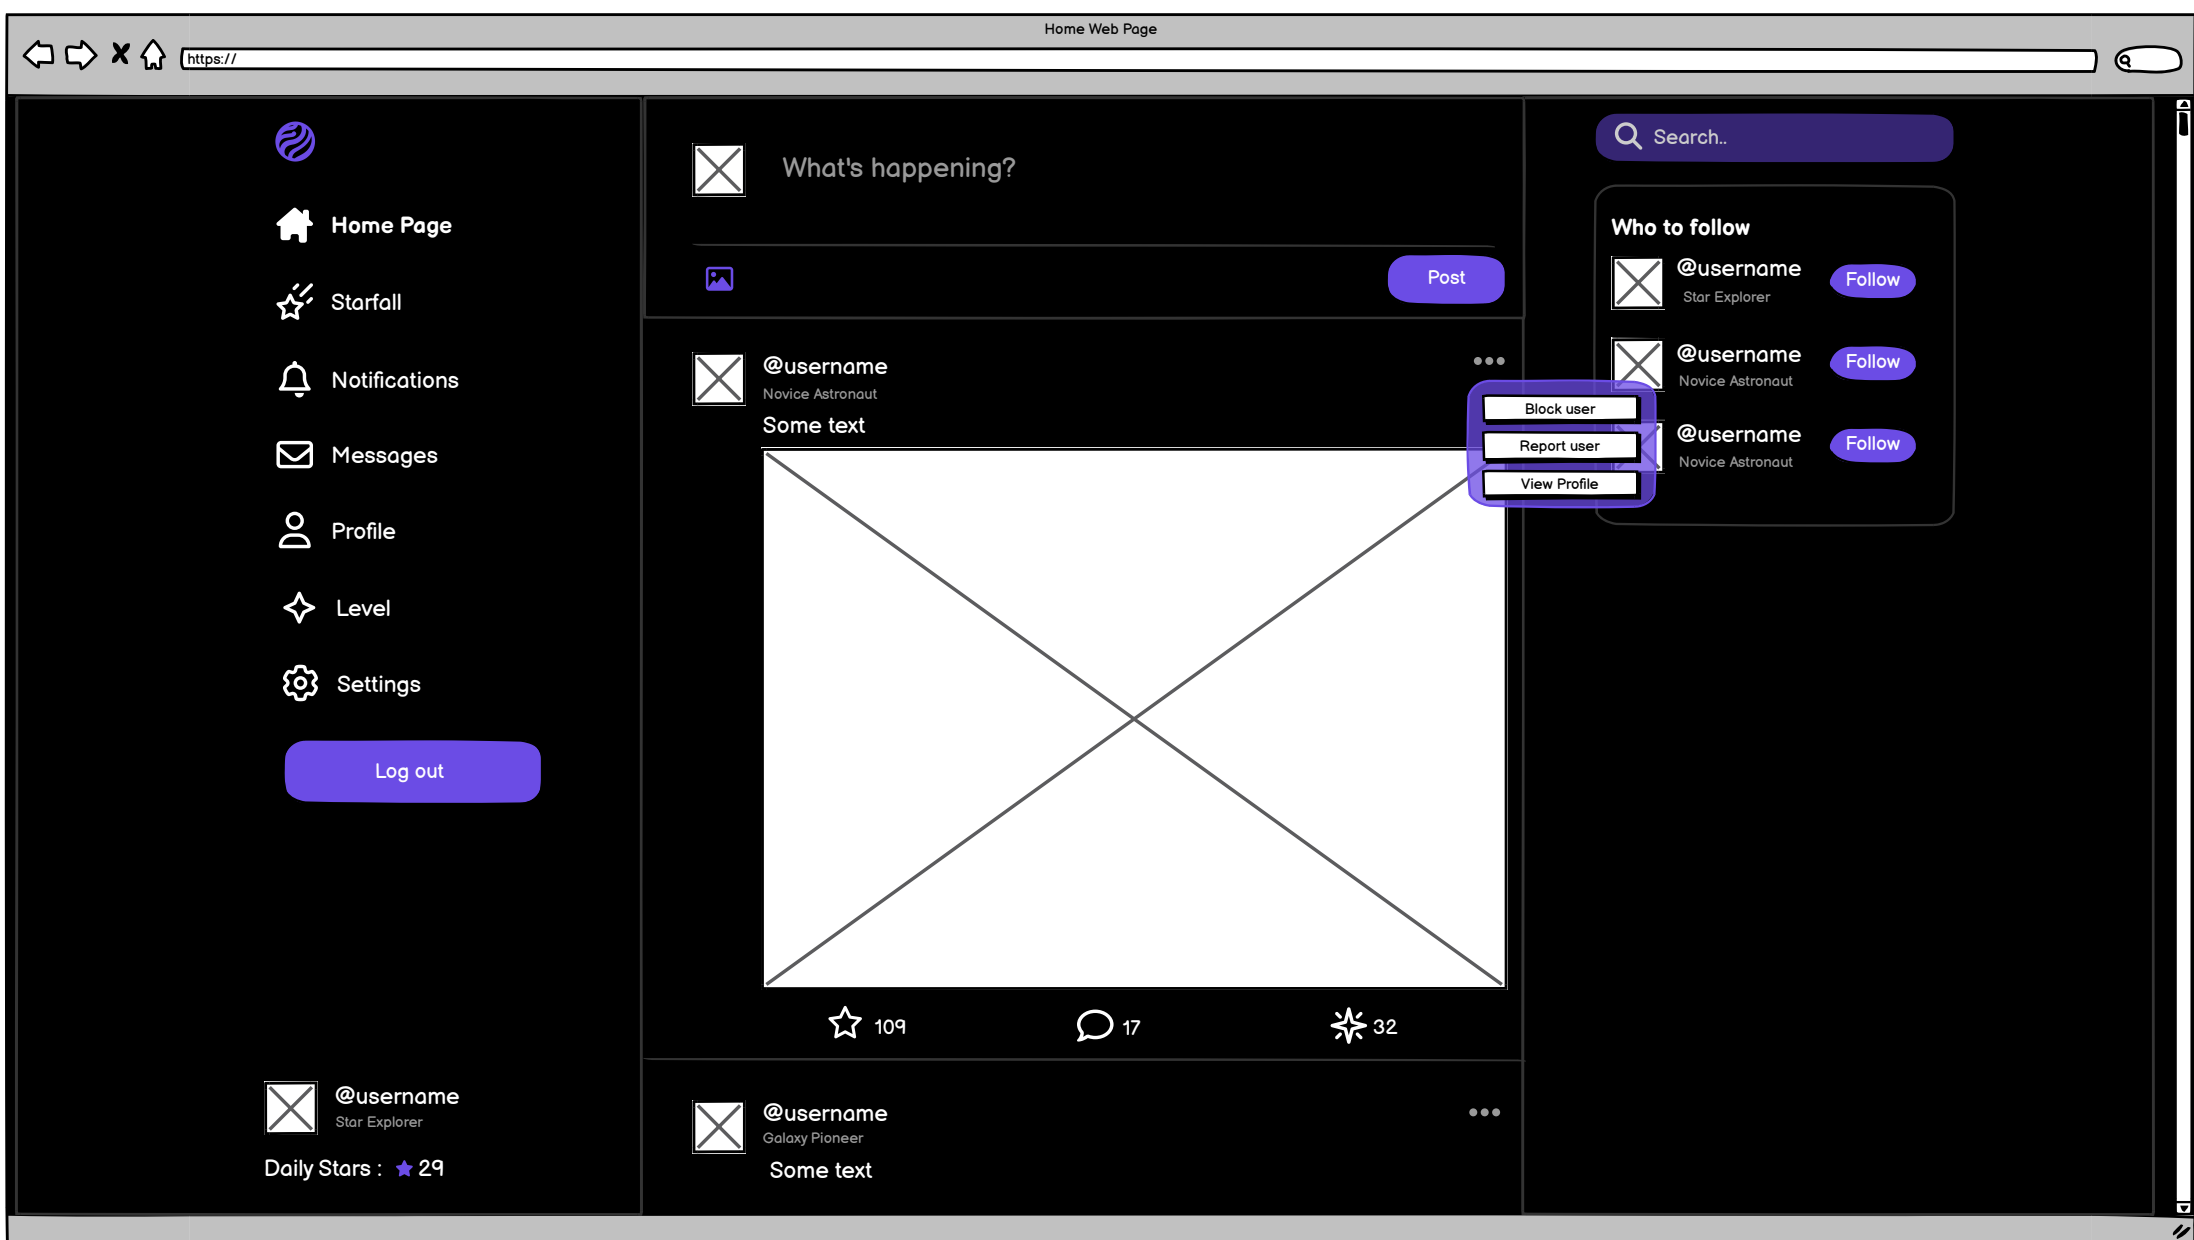 Home Web Page
https://
Home Page
Starfall
Notifications
Messages
Profile
Level
Settings
Log out
@username
Star Explorer
Daily Stars : 29
What's happening?
Post
@username
Novice Astronaut
Some text
Block user
Report user
View Profile
109
17
32
@username
Galaxy Pioneer
Some text
Search..
Who to follow
@username
Star Explorer
Follow
@username
Novice Astronaut
Follow
@username
Novice Astronaut
Follow